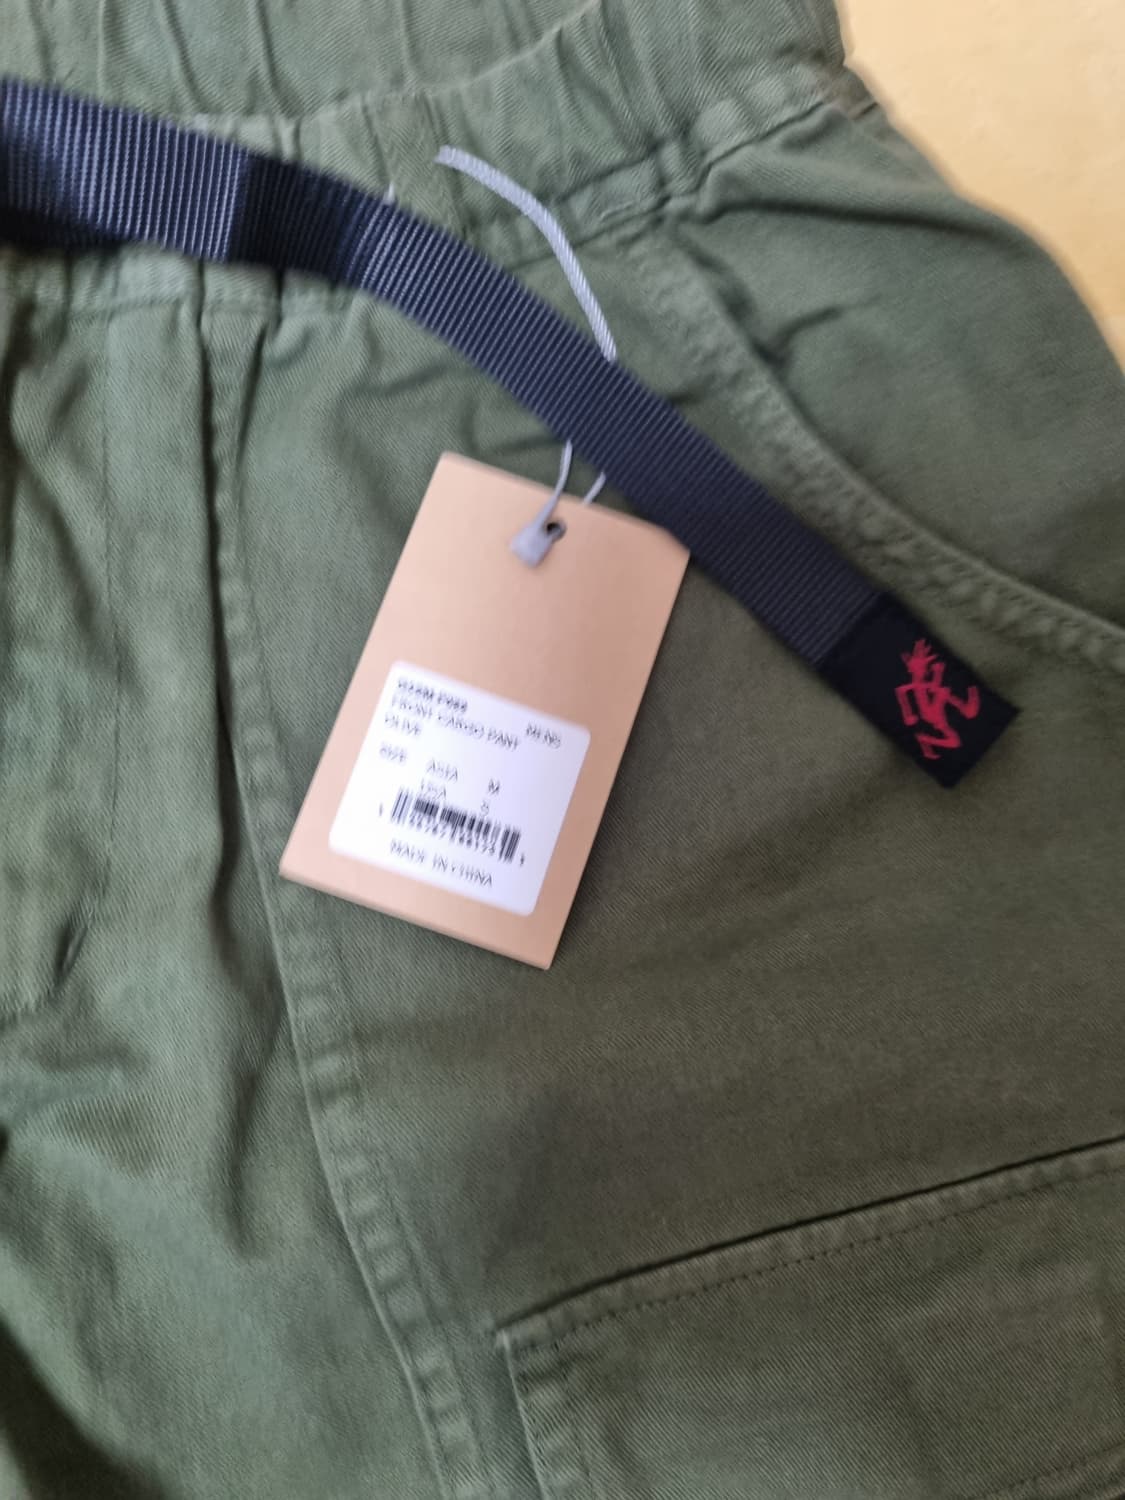 FRONT CARGO PANT MENS
OLIVE
SIZE ASIA M
USA S
MADE IN CHINA